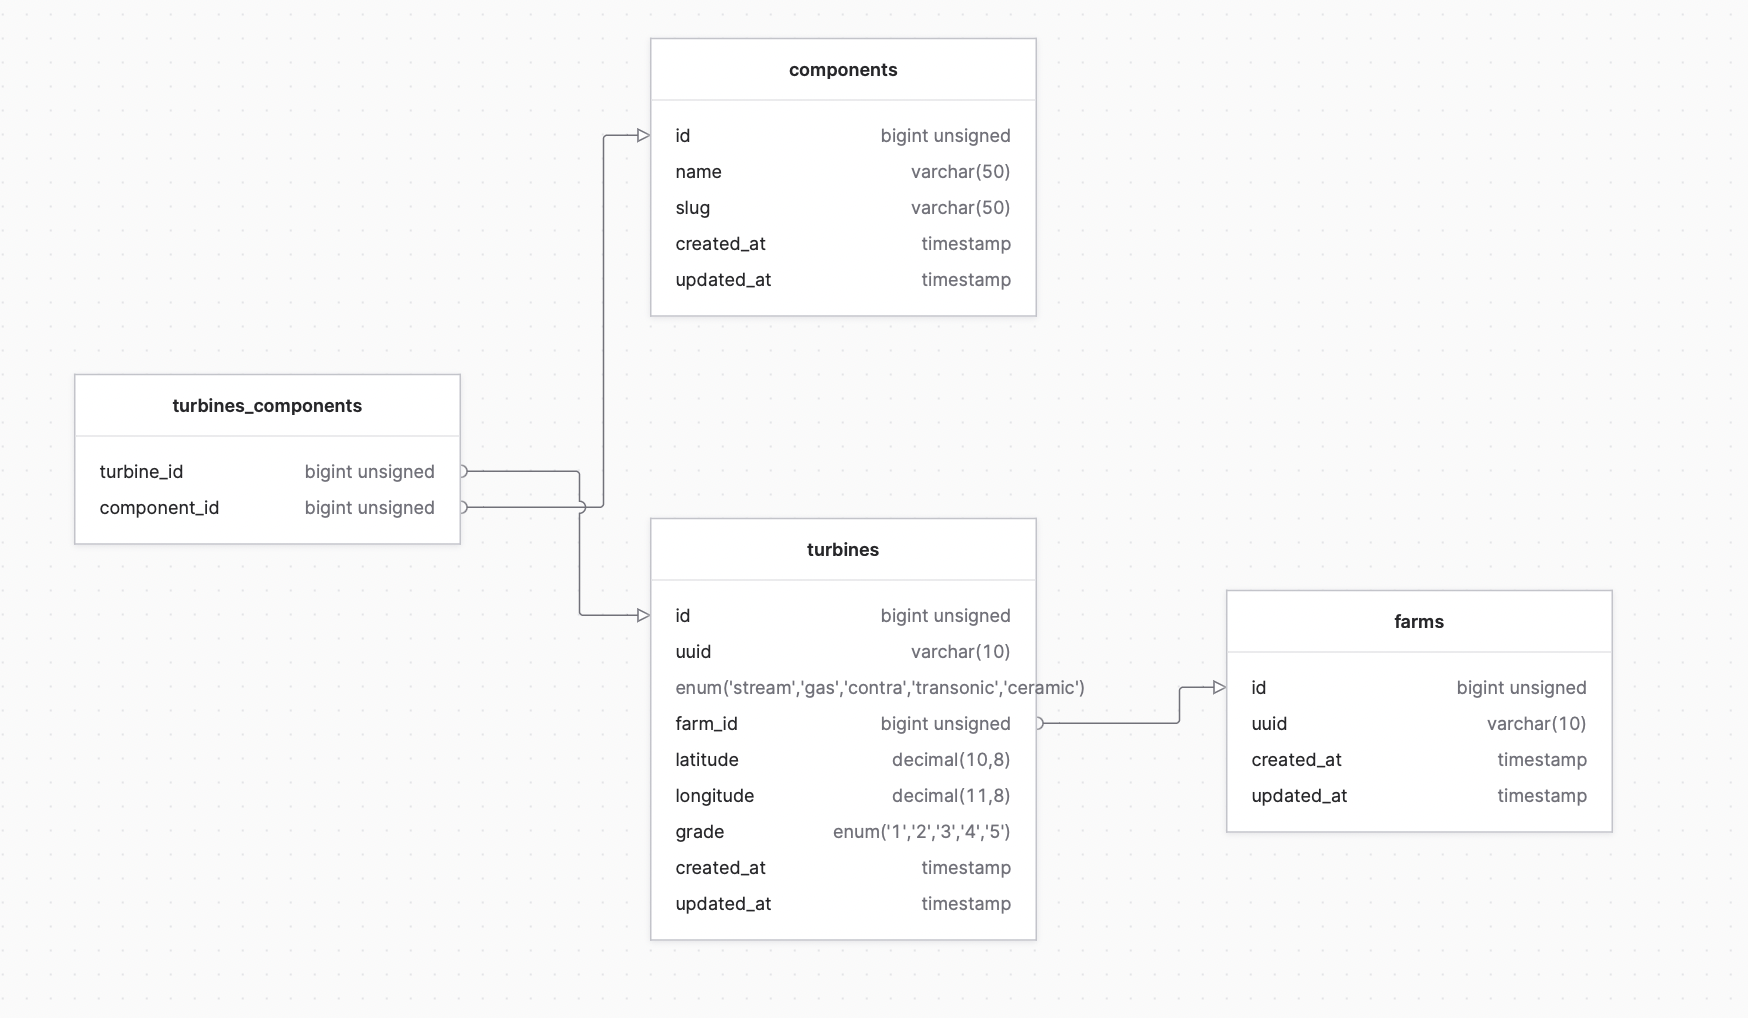 components
id bigint unsigned
name varchar(50)
slug varchar(50)
created_at timestamp
updated_at timestamp
turbines_components
turbine_id bigint unsigned
component_id bigint unsigned
turbines
id bigint unsigned
uuid varchar(10)
enum('stream','gas','contra','transonic','ceramic')
farm_id bigint unsigned
latitude decimal(10,8)
longitude decimal(11,8)
grade enum('1','2','3','4','5')
created_at timestamp
updated_at timestamp
farms
id bigint unsigned
uuid varchar(10)
created_at timestamp
updated_at timestamp